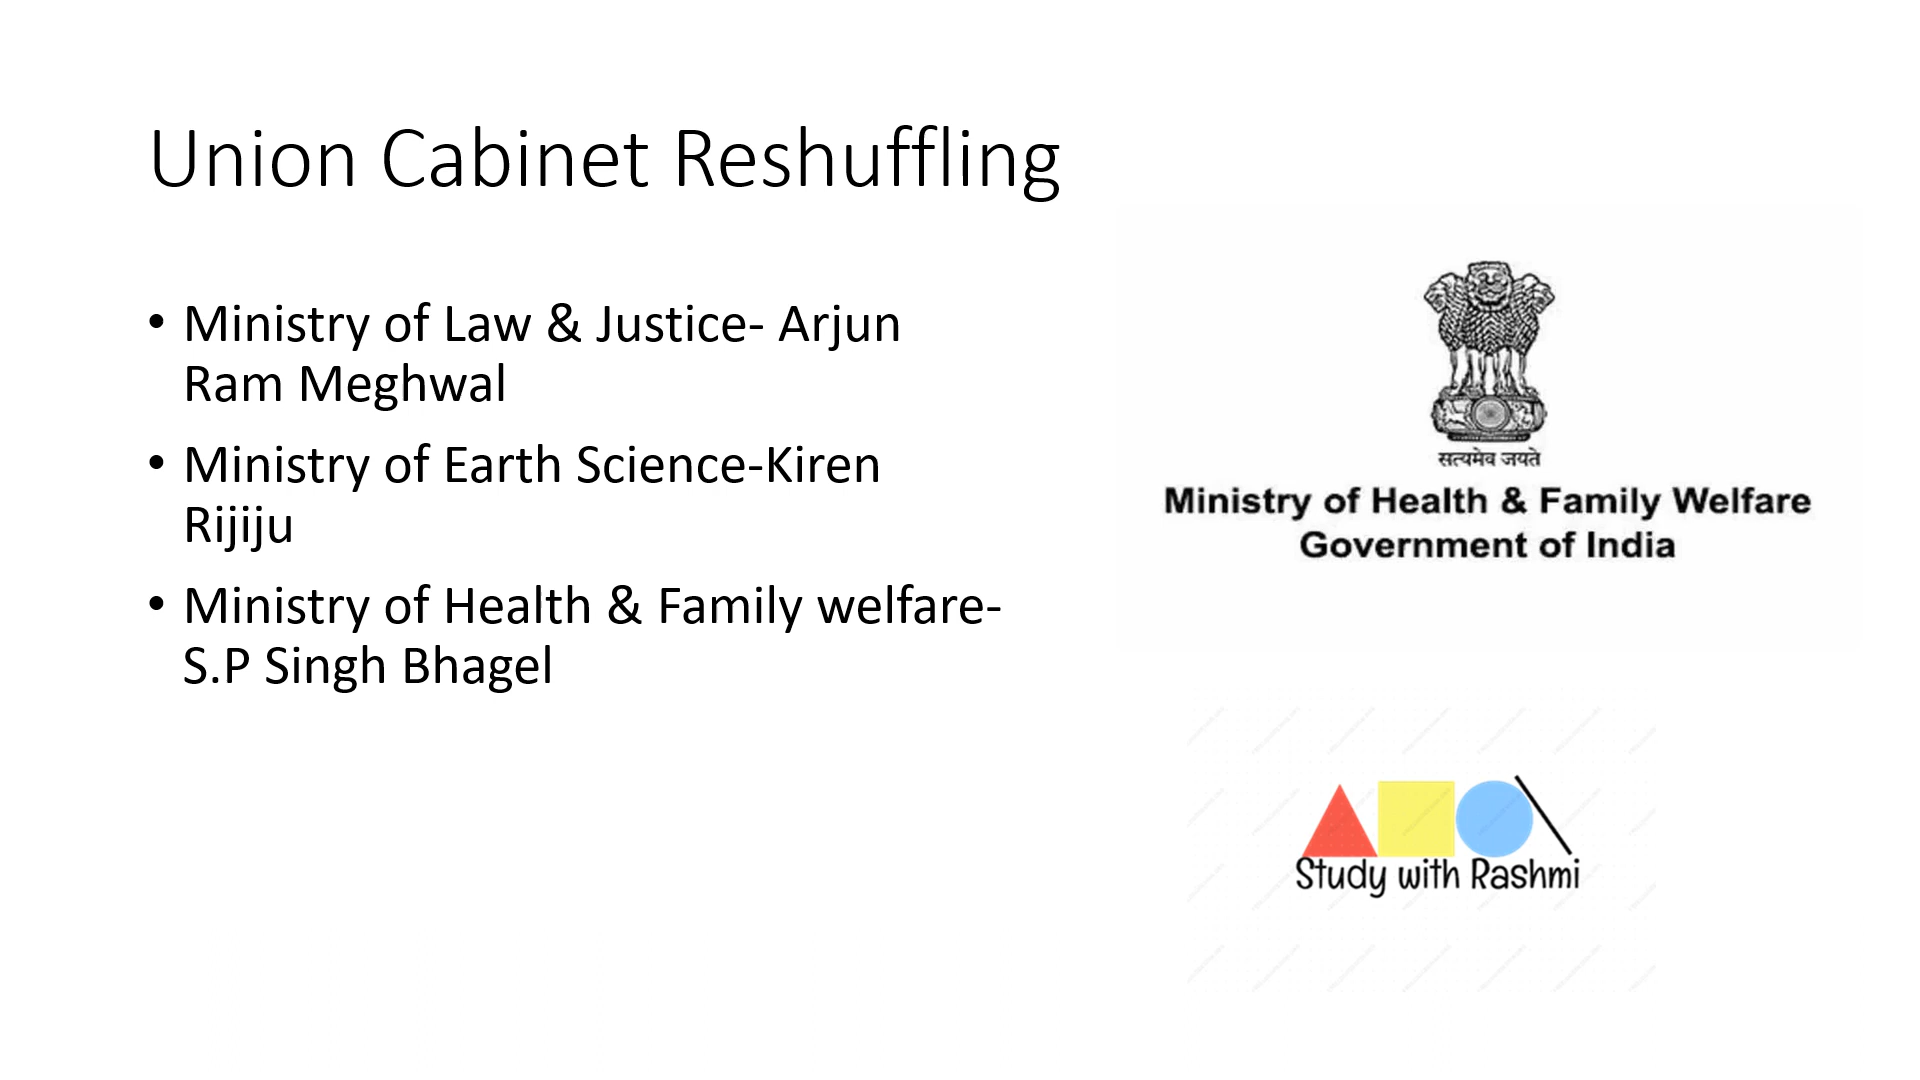 Union Cabinet Reshuffling
• Ministry of Law & Justice- Arjun
Ram Meghwal
• Ministry of Earth Science-Kiren
Rijiju
• Ministry of Health & Family welfare-
S.P Singh Bhagel
सत्यमेव जयते
Ministry of Health & Family Welfare
Government of India
Study with Rashmi